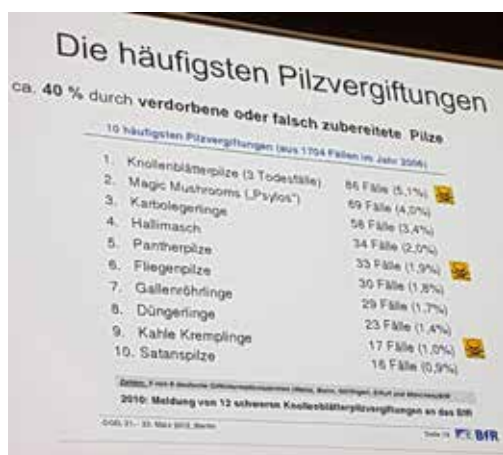 Die häufigsten Pilzvergiftungen
ca. 40 % durch verdorbene oder falsch zubereitete Pilze
10 häufigsten Pilzvergiftungen (aus 1704 Fällen im Jahr 2006)
1. Knollenblätterpilze (3 Todesfälle) 86 Fälle (5,1%)
2. Magic Mushrooms („Psylos“) 69 Fälle (4,0%)
3. Karbolegerlinge 58 Fälle (3,4%)
4. Hallimasch 34 Fälle (2,0%)
5. Pantherpilze 33 Fälle (1,9%)
6. Fliegenpilze 30 Fälle (1,8%)
7. Gallenröhrlinge 29 Fälle (1,7%)
8. Düngerlinge 23 Fälle (1,4%)
9. Kahle Kremplinge 17 Fälle (1,0%)
10. Satanspilze 16 Fälle (0,9%)
2010: Meldung von 12 schweren Knollenblätterpilzvergiftungen an das BfR
BfR